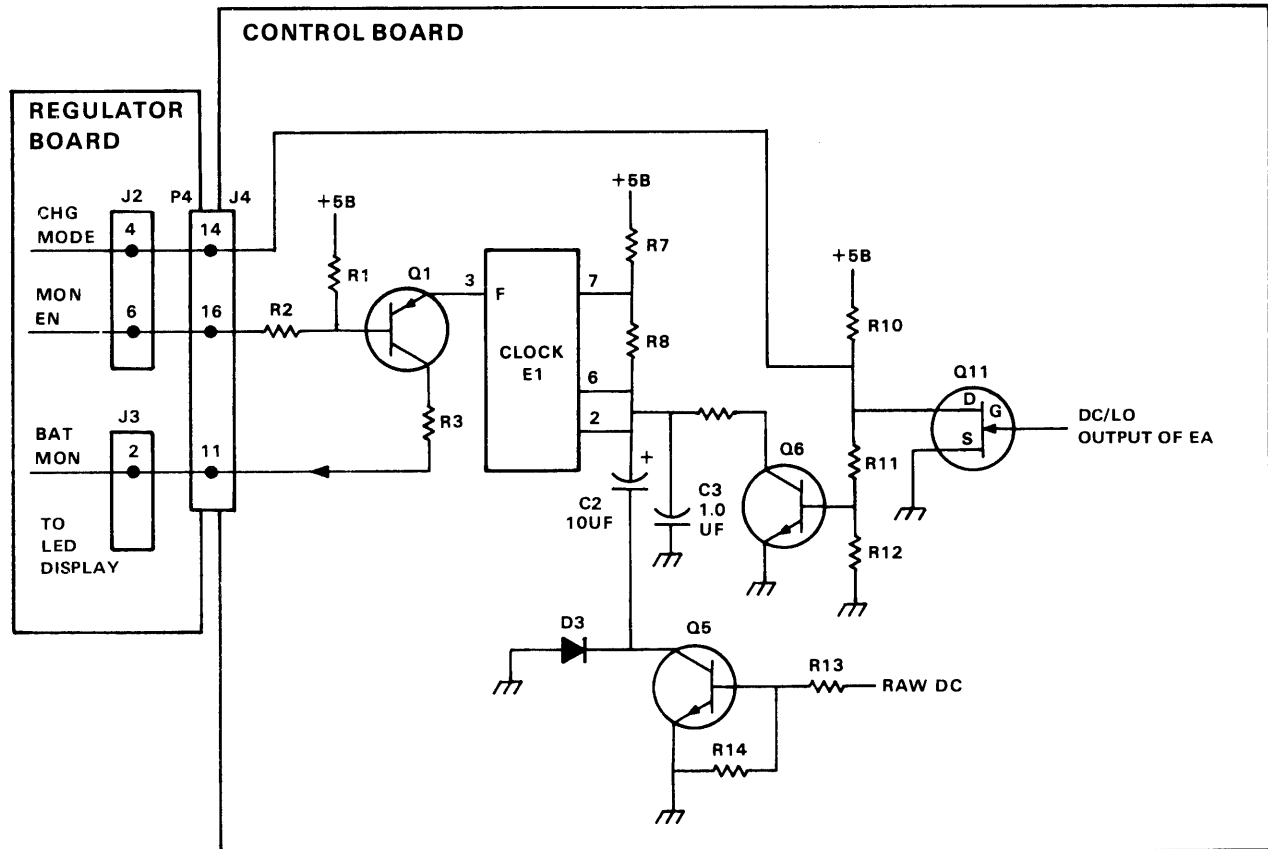 CONTROL BOARD
REGULATOR
BOARD
J2
P4
J4
CHG
MODE
4
14
MON
EN
6
16
R2
+5B
R1
Q1
3
F
CLOCK
E1
7
6
2
+5B
R7
R8
R3
J3
BAT
MON
2
11
TO
LED
DISPLAY
+
C2
10UF
C3
1.0
UF
Q6
+5B
R10
R11
R12
Q11
D
G
S
DC/LO
OUTPUT OF EA
D3
Q5
R13
RAW DC
R14